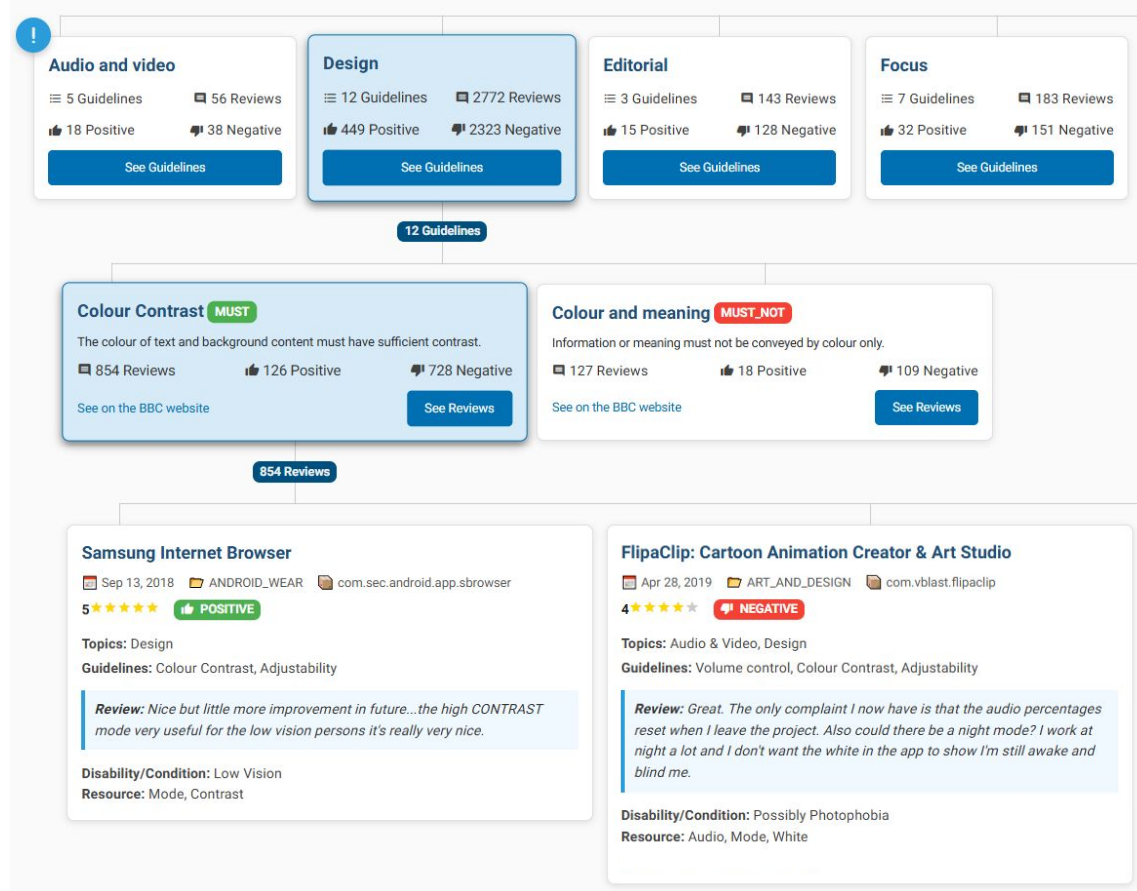 !
Audio and video
5 Guidelines 56 Reviews
18 Positive 38 Negative
See Guidelines
Design
12 Guidelines 2772 Reviews
449 Positive 2323 Negative
See Guidelines
Editorial
3 Guidelines 143 Reviews
15 Positive 128 Negative
See Guidelines
Focus
7 Guidelines 183 Reviews
32 Positive 151 Negative
See Guidelines
12 Guidelines
Colour Contrast MUST
The colour of text and background content must have sufficient contrast.
854 Reviews 126 Positive 728 Negative
See on the BBC website See Reviews
Colour and meaning MUST_NOT
Information or meaning must not be conveyed by colour only.
127 Reviews 18 Positive 109 Negative
See on the BBC website See Reviews
854 Reviews
Samsung Internet Browser
Sep 13, 2018 ANDROID_WEAR com.sec.android.app.sbrowser
5 POSITIVE
Topics: Design
Guidelines: Colour Contrast, Adjustability
Review: Nice but little more improvement in future...the high CONTRAST
mode very useful for the low vision persons it's really very nice.
Disability/Condition: Low Vision
Resource: Mode, Contrast
FlipaClip: Cartoon Animation Creator & Art Studio
Apr 28, 2019 ART_AND_DESIGN com.vblast.flipaclip
4 NEGATIVE
Topics: Audio & Video, Design
Guidelines: Volume control, Colour Contrast, Adjustability
Review: Great. The only complaint I now have is that the audio percentages
reset when I leave the project. Also could there be a night mode? I work at
night a lot and I don't want the white in the app to show I'm still awake and
blind me.
Disability/Condition: Possibly Photophobia
Resource: Audio, Mode, White